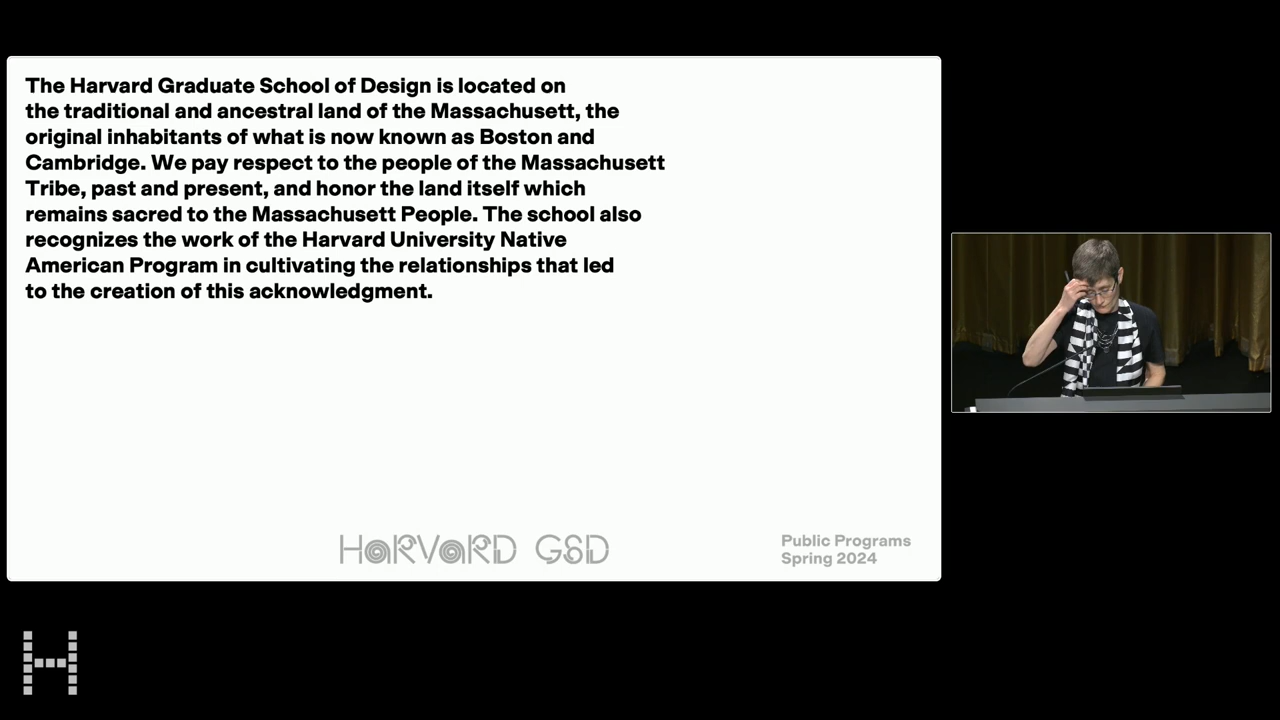 The Harvard Graduate School of Design is located on
the traditional and ancestral land of the Massachusett, the
original inhabitants of what is now known as Boston and
Cambridge. We pay respect to the people of the Massachusett
Tribe, past and present, and honor the land itself which
remains sacred to the Massachusett People. The school also
recognizes the work of the Harvard University Native
American Program in cultivating the relationships that led
to the creation of this acknowledgment.
HARVARD GSD
Public Programs
Spring 2024
H